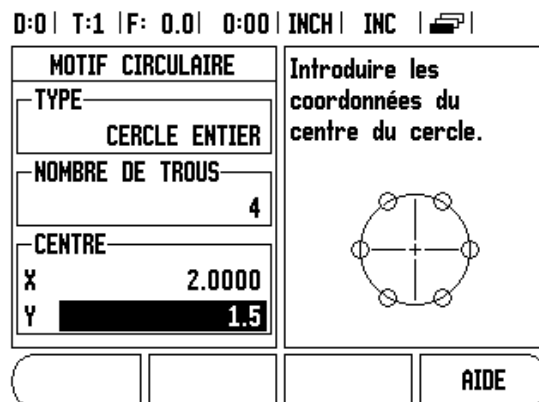 D:0 | T:1 | F: 0.0 | 0:00 | INCH | INC |
MOTIF CIRCULAIRE
TYPE
CERCLE ENTIER
NOMBRE DE TROUS
4
CENTRE
X 2.0000
Y 1.5
Introduire les
coordonnées du
centre du cercle.
AIDE